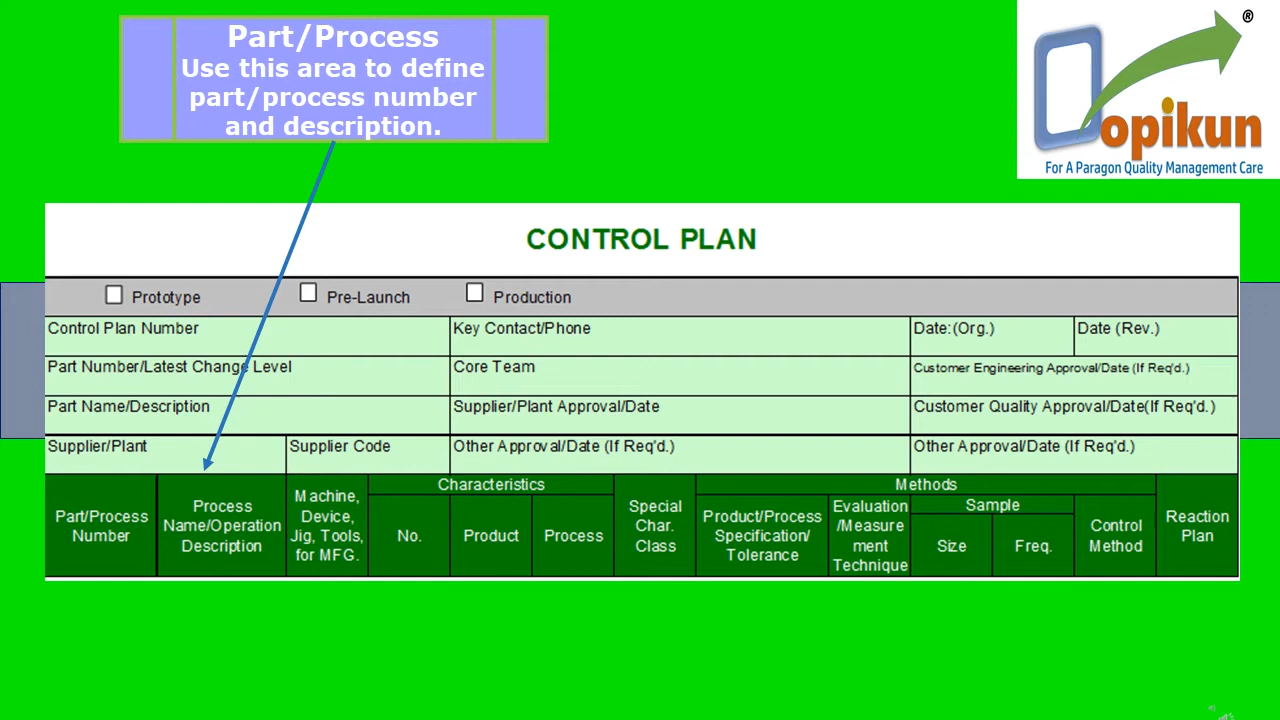 Part/Process
Use this area to define
part/process number
and description.
®
opikun
For A Paragon Quality Management Care
CONTROL PLAN
Prototype
Pre-Launch
Production
Control Plan Number
Key Contact/Phone
Date:(Org.)
Date (Rev.)
Part Number/Latest Change Level
Core Team
Customer Engineering Approval/Date (If Req'd.)
Part Name/Description
Supplier/Plant Approval/Date
Customer Quality Approval/Date(If Req'd.)
Supplier/Plant
Supplier Code
Other Approval/Date (If Req'd.)
Other Approval/Date (If Req'd.)
Part/Process
Number
Process
Name/Operation
Description
Machine,
Device,
Jig, Tools,
for MFG.
Characteristics
No.
Product
Process
Special
Char.
Class
Methods
Product/Process
Specification/
Tolerance
Evaluation
/Measure
ment
Technique
Sample
Size
Freq.
Control
Method
Reaction
Plan